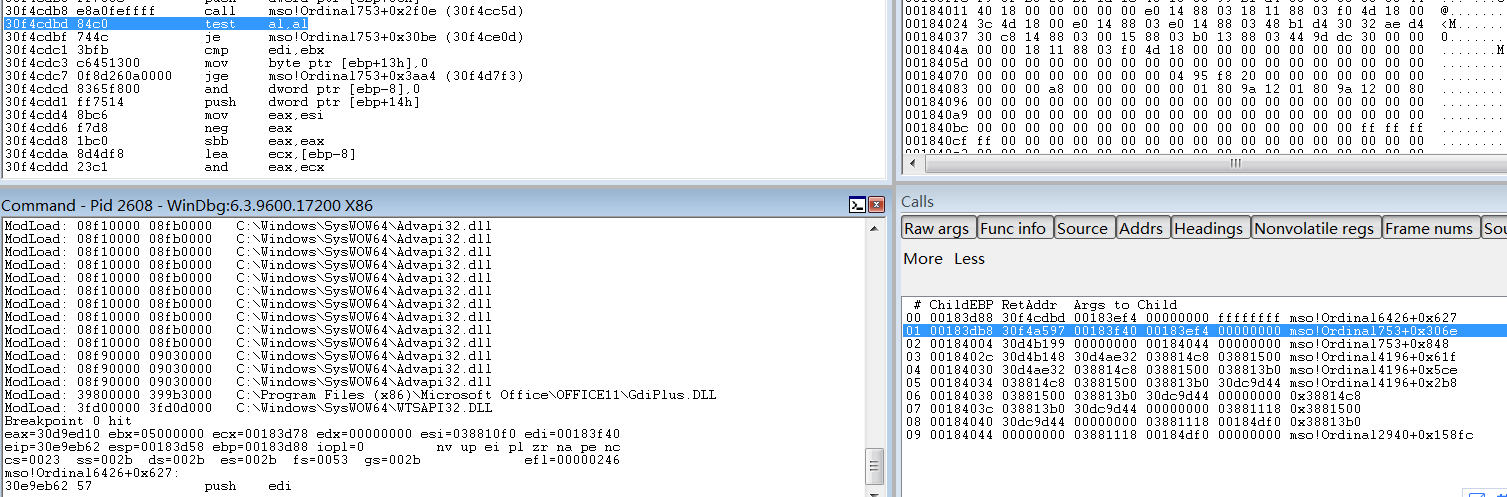 30f4cdb8 e8a0feffff call mso!Ordinal753+0x2f0e (30f4cc5d)
30f4cdbd 84c0 test al,al
30f4cdbf 744c je mso!Ordinal753+0x30be (30f4ce0d)
30f4cdc1 3bfb cmp edi,ebx
30f4cdc3 c6451300 mov byte ptr [ebp+13h],0
30f4cdc7 0f8d260a0000 jge mso!Ordinal753+0x3aa4 (30f4d7f3)
30f4cdcd 8365f800 and dword ptr [ebp-8],0
30f4cdd1 ff7514 push dword ptr [ebp+14h]
30f4cdd4 8bc6 mov eax,esi
30f4cdd6 f7d8 neg eax
30f4cdd8 1bc0 sbb eax,eax
30f4cdda 8d4df8 lea ecx,[ebp-8]
30f4cddd 23c1 and eax,ecx
00184011 40 18 00 00 00 00 00 e0 14 88 03 18 11 88 03 f0 4d 18 00 @.......
00184024 3c 4d 18 00 e0 14 88 03 e0 14 88 03 48 b1 d4 30 32 ae d4 <M......
00184037 30 c8 14 88 03 00 15 88 03 b0 13 88 03 44 9d dc 30 00 00 0.......
0018404a 00 00 18 11 88 03 f0 4d 18 00 00 00 00 00 00 00 00 00 00 .......M
0018405d 00 00 00 00 00 00 00 00 00 00 00 00 00 00 00 00 00 00 00 ........
00184070 00 00 00 00 00 00 00 00 04 95 f8 20 00 00 00 00 00 00 00 ........
00184083 00 00 00 a8 00 00 00 00 00 01 80 9a 12 01 80 9a 12 00 80 ........
00184096 00 00 00 00 00 00 00 00 00 00 00 00 00 00 00 00 00 00 00 ........
001840a9 00 00 00 00 00 00 00 00 00 00 00 00 00 00 00 00 00 00 00 ........
001840bc 00 00 00 00 00 00 00 00 00 00 00 00 00 00 00 00 ff ff ff ........
001840cf ff 00 00 00 00 00 00 00 00 00 00 00 00 00 00 00 00 00 00 ........
Command - Pid 2608 - WinDbg:6.3.9600.17200 X86
ModLoad: 08f10000 08fb0000 C:\Windows\SysWOW64\Advapi32.dll
ModLoad: 08f10000 08fb0000 C:\Windows\SysWOW64\Advapi32.dll
ModLoad: 08f10000 08fb0000 C:\Windows\SysWOW64\Advapi32.dll
ModLoad: 08f10000 08fb0000 C:\Windows\SysWOW64\Advapi32.dll
ModLoad: 08f10000 08fb0000 C:\Windows\SysWOW64\Advapi32.dll
ModLoad: 08f10000 08fb0000 C:\Windows\SysWOW64\Advapi32.dll
ModLoad: 08f10000 08fb0000 C:\Windows\SysWOW64\Advapi32.dll
ModLoad: 08f10000 08fb0000 C:\Windows\SysWOW64\Advapi32.dll
ModLoad: 08f10000 08fb0000 C:\Windows\SysWOW64\Advapi32.dll
ModLoad: 08f10000 08fb0000 C:\Windows\SysWOW64\Advapi32.dll
ModLoad: 08f90000 09030000 C:\Windows\SysWOW64\Advapi32.dll
ModLoad: 08f90000 09030000 C:\Windows\SysWOW64\Advapi32.dll
ModLoad: 08f90000 09030000 C:\Windows\SysWOW64\Advapi32.dll
ModLoad: 39800000 399b3000 C:\Program Files (x86)\Microsoft Office\OFFICE11\GdiPlus.DLL
ModLoad: 3fd00000 3fd0d000 C:\Windows\SysWOW64\WTSAPI32.DLL
Breakpoint 0 hit
eax=30d9ed10 ebx=05000000 ecx=00183d78 edx=00000000 esi=038810f0 edi=00183f40
eip=30e9eb62 esp=00183d58 ebp=00183d88 iopl=0 nv up ei pl zr na pe nc
cs=0023 ss=002b ds=002b es=002b fs=0053 gs=002b efl=00000246
mso!Ordinal6426+0x627:
30e9eb62 57 push edi
Calls
Raw args Func info Source Addrs Headings Nonvolatile regs Frame nums Sou
More Less
# ChildEBP RetAddr Args to Child
00 00183d88 30f4cdbd 00183ef4 00000000 ffffffff mso!Ordinal6426+0x627
01 00183db8 30f4a597 00183f40 00183ef4 00000000 mso!Ordinal753+0x306e
02 00184004 30d4b199 00000000 00184044 00000000 mso!Ordinal753+0x848
03 0018402c 30d4b148 30d4ae32 038814c8 03881500 mso!Ordinal4196+0x61f
04 00184030 30d4ae32 038814c8 03881500 038813b0 mso!Ordinal4196+0x5ce
05 00184034 038814c8 03881500 038813b0 30dc9d44 mso!Ordinal4196+0x2b8
06 00184038 03881500 038813b0 30dc9d44 00000000 0x38814c8
07 0018403c 038813b0 30dc9d44 00000000 03881118 0x3881500
08 00184040 30dc9d44 00000000 03881118 00184df0 0x38813b0
09 00184044 00000000 03881118 00184df0 00000000 mso!Ordinal2940+0x158fc